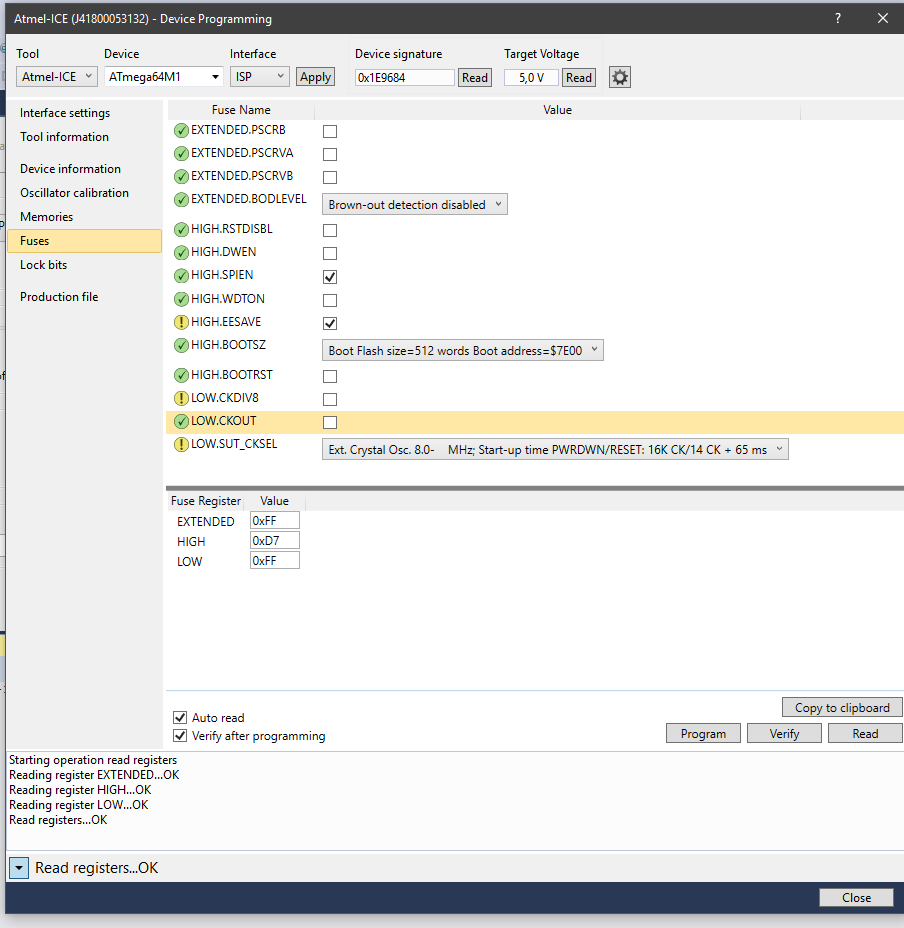 Atmel-ICE (J41800053132) - Device Programming
?
Tool
Device
Interface
Device signature
Target Voltage
Atmel-ICE
ATmega64M1
ISP
Apply
0x1E9684
Read
5,0 V
Read
Interface settings
Tool information
Device information
Oscillator calibration
Memories
Fuses
Lock bits
Production file
Fuse Name
Value
EXTENDED.PSCRB
EXTENDED.PSCRVA
EXTENDED.PSCRVB
EXTENDED.BODLEVEL
Brown-out detection disabled
HIGH.RSTDISBL
HIGH.DWEN
HIGH.SPIEN
HIGH.WDTON
HIGH.EESAVE
HIGH.BOOTSZ
Boot Flash size=512 words Boot address=$7E00
HIGH.BOOTRST
LOW.CKDIV8
LOW.CKOUT
LOW.SUT_CKSEL
Ext. Crystal Osc. 8.0- MHz; Start-up time PWRDWN/RESET: 16K CK/14 CK + 65 ms
Fuse Register
Value
EXTENDED
0xFF
HIGH
0xD7
LOW
0xFF
Copy to clipboard
Auto read
Verify after programming
Program
Verify
Read
Starting operation read registers
Reading register EXTENDED...OK
Reading register HIGH...OK
Reading register LOW...OK
Read registers...OK
Read registers...OK
Close